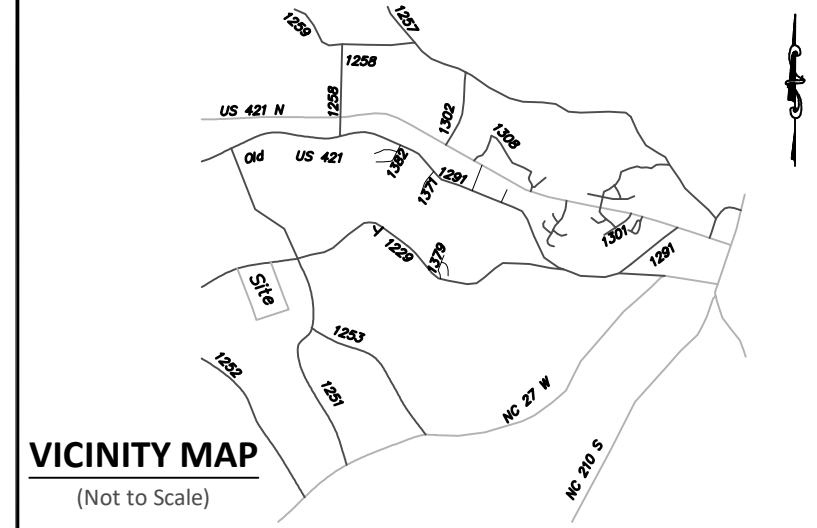 1259
1257
1258
1258
US 421 N
1302
1308
Old US 421
1382
1371
1291
1301
1291
1229
1379
Site
1253
1252
1251
NC 27 W
NC 210 S
VICINITY MAP
(Not to Scale)